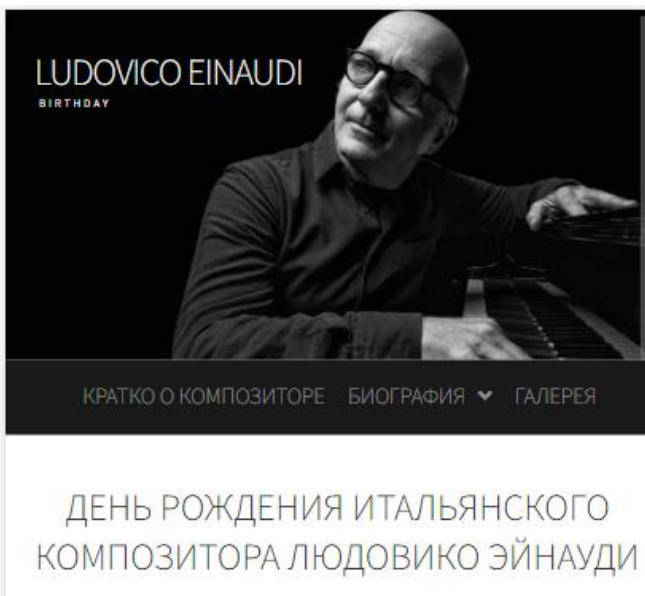 LUDOVICO EINAUDI
BIRTHDAY
КРАТКО О КОМПОЗИТОРЕ БИОГРАФИЯ ГАЛЕРЕЯ
ДЕНЬ РОЖДЕНИЯ ИТАЛЬЯНСКОГО
КОМПОЗИТОРА ЛЮДОВИКО ЭЙНАУДИ